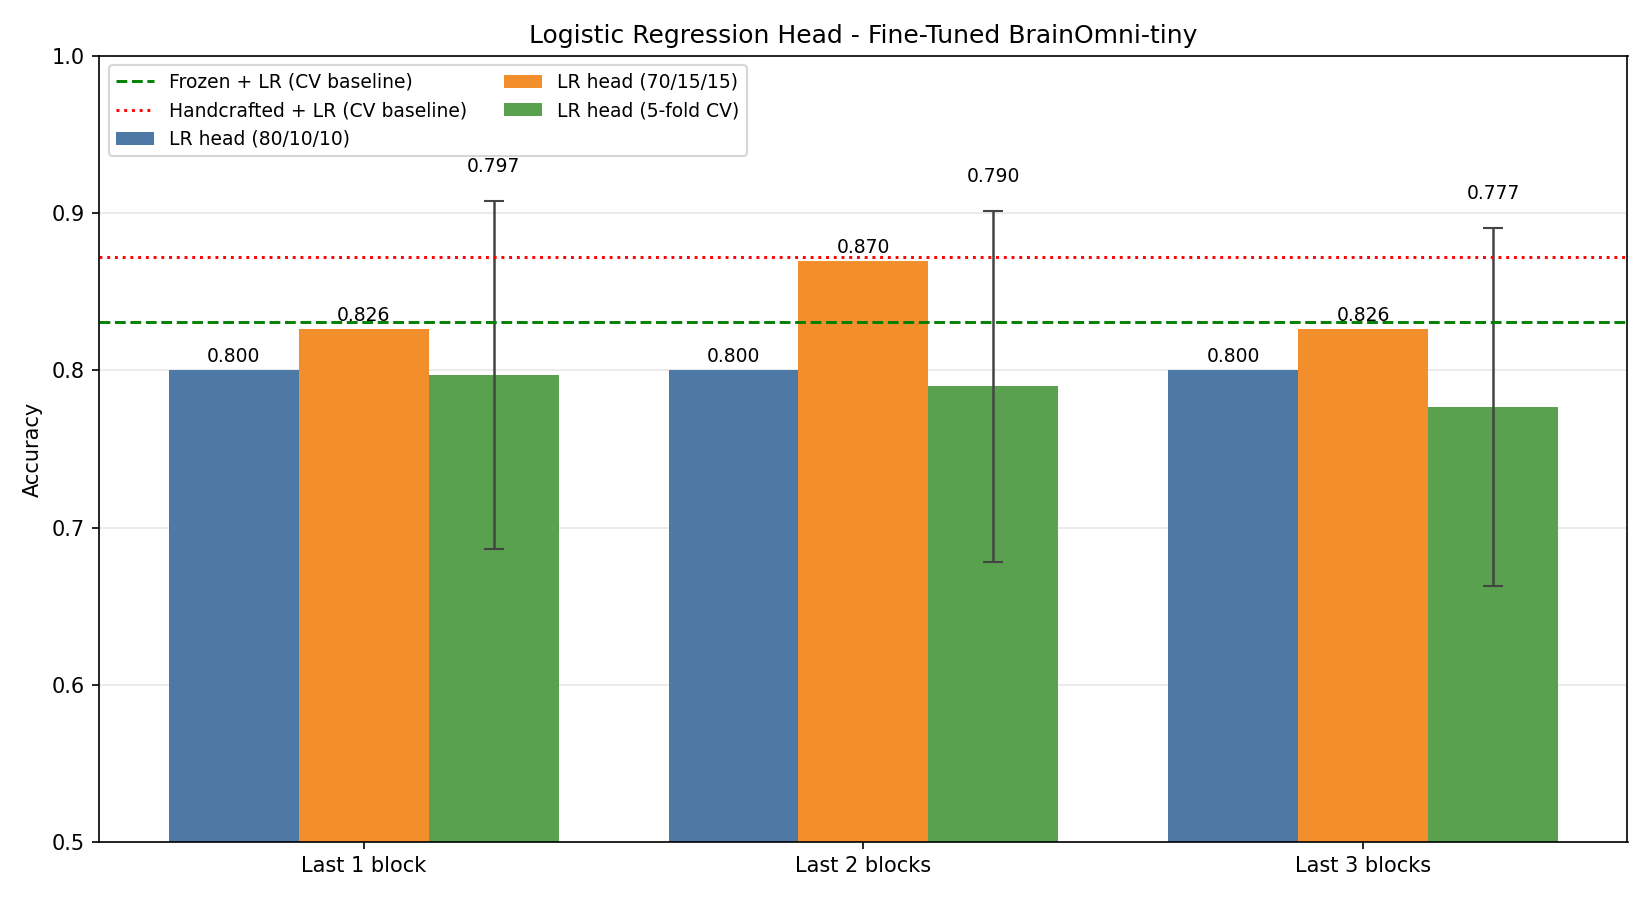 Logistic Regression Head - Fine-Tuned BrainOmni-tiny
Frozen + LR (CV baseline)
Handcrafted + LR (CV baseline)
LR head (80/10/10)
LR head (70/15/15)
LR head (5-fold CV)
Accuracy
1.0
0.9
0.8
0.7
0.6
0.5
0.800
0.826
0.797
0.800
0.870
0.790
0.800
0.826
0.777
Last 1 block
Last 2 blocks
Last 3 blocks